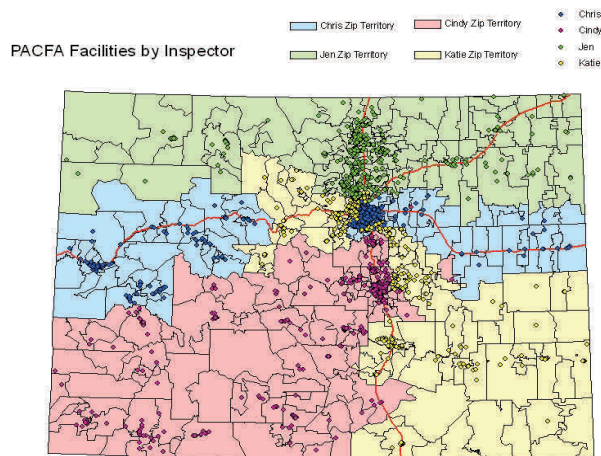 PACFA Facilities by Inspector
Chris Zip Territory
Cindy Zip Territory
Jen Zip Territory
Katie Zip Territory
Chris
Cindy
Jen
Katie